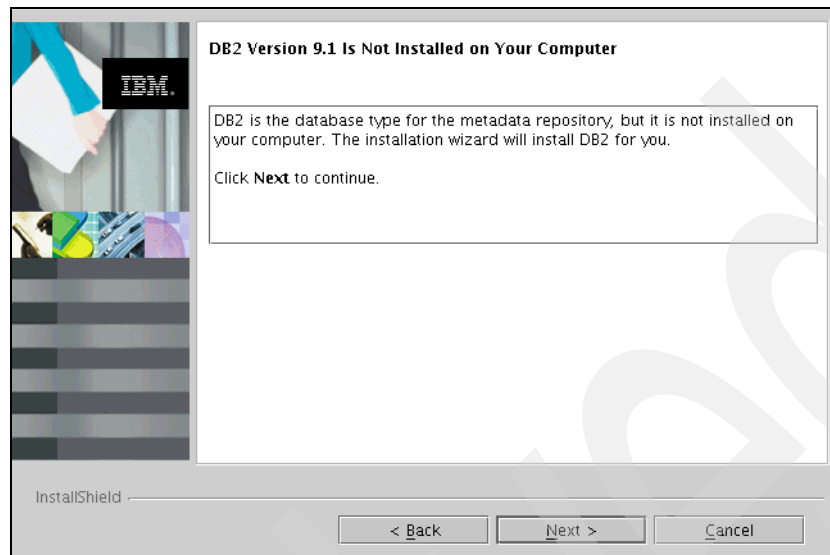 DB2 Version 9.1 Is Not Installed on Your Computer
IBM.
DB2 is the database type for the metadata repository, but it is not installed on
your computer. The installation wizard will install DB2 for you.
Click Next to continue.
InstallShield
< Back
Next >
Cancel